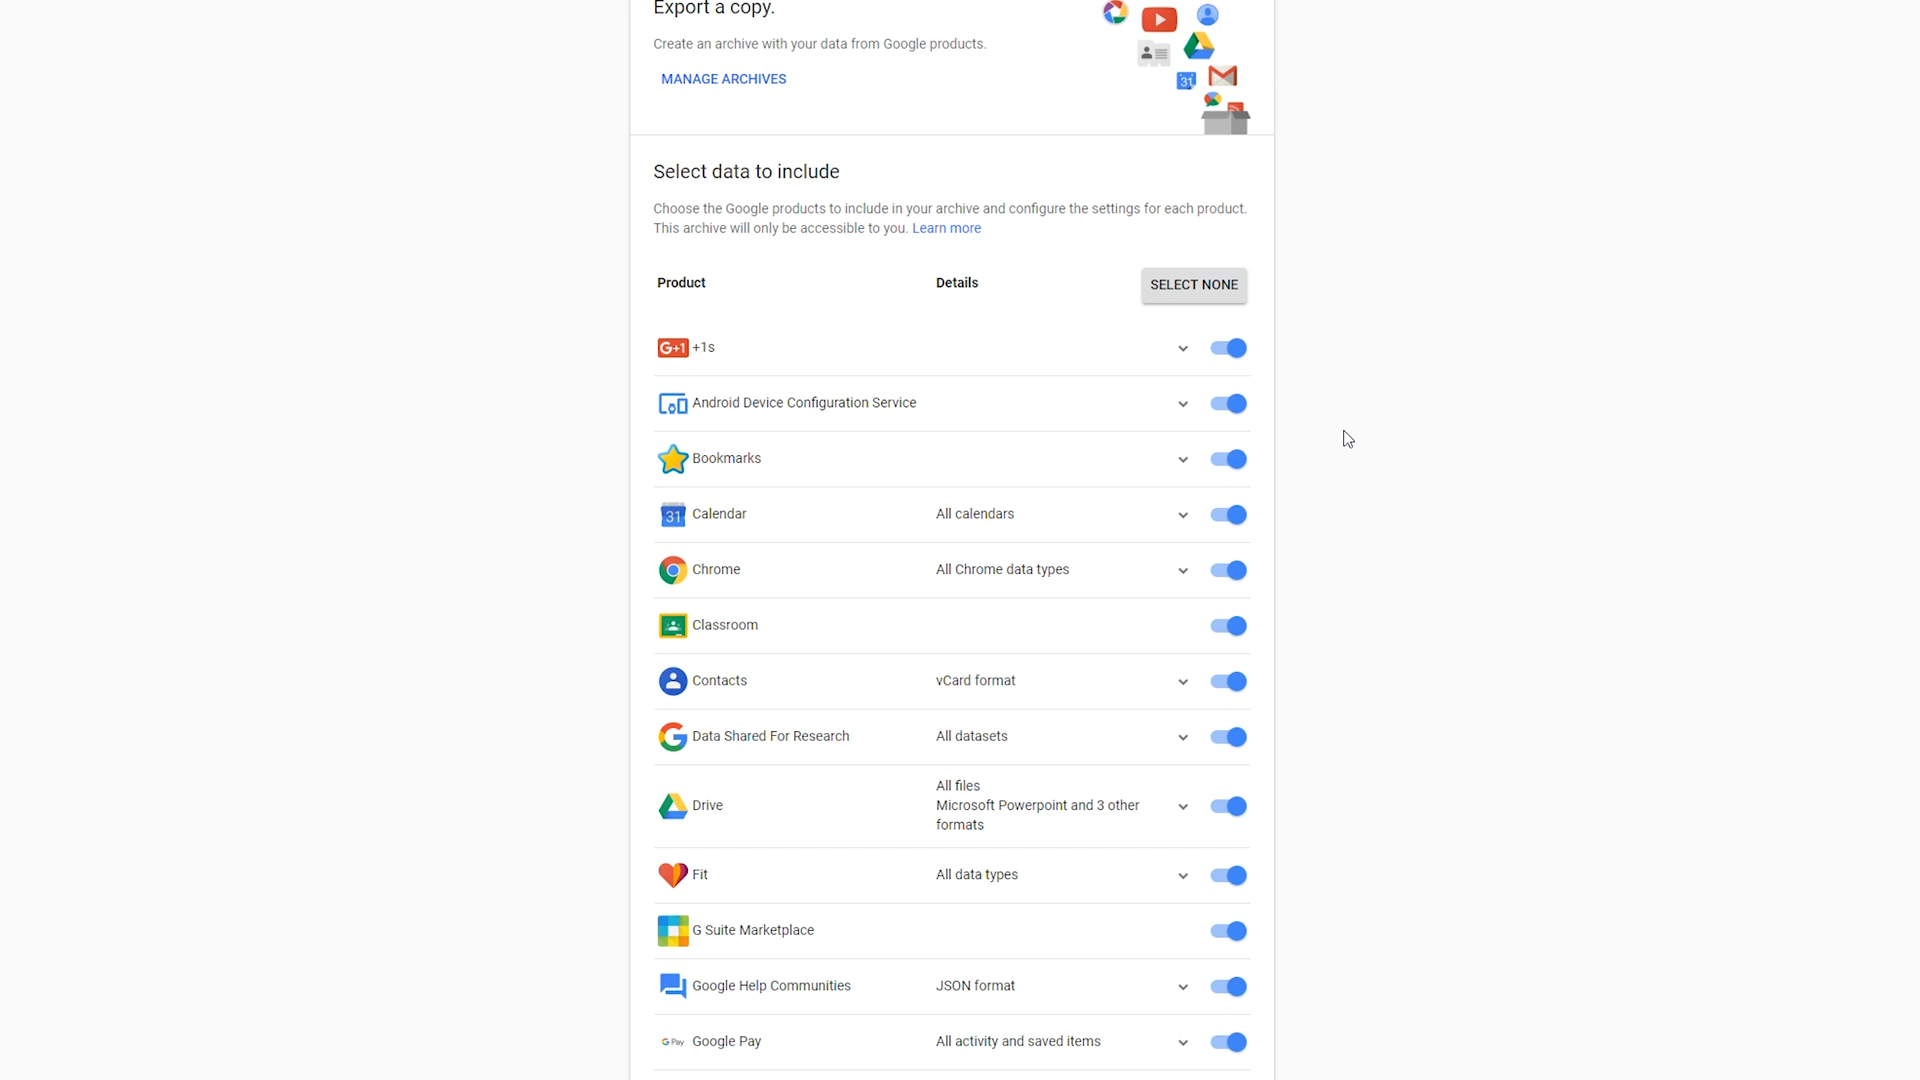 Export a copy.
Create an archive with your data from Google products.
MANAGE ARCHIVES
31
Select data to include
Choose the Google products to include in your archive and configure the settings for each product.
This archive will only be accessible to you. Learn more
Product Details SELECT NONE
G+1 +1s
Android Device Configuration Service
Bookmarks
31 Calendar All calendars
Chrome All Chrome data types
Classroom
Contacts vCard format
Data Shared For Research All datasets
All files
Drive Microsoft Powerpoint and 3 other
formats
Fit All data types
G Suite Marketplace
Google Help Communities JSON format
G Pay Google Pay All activity and saved items